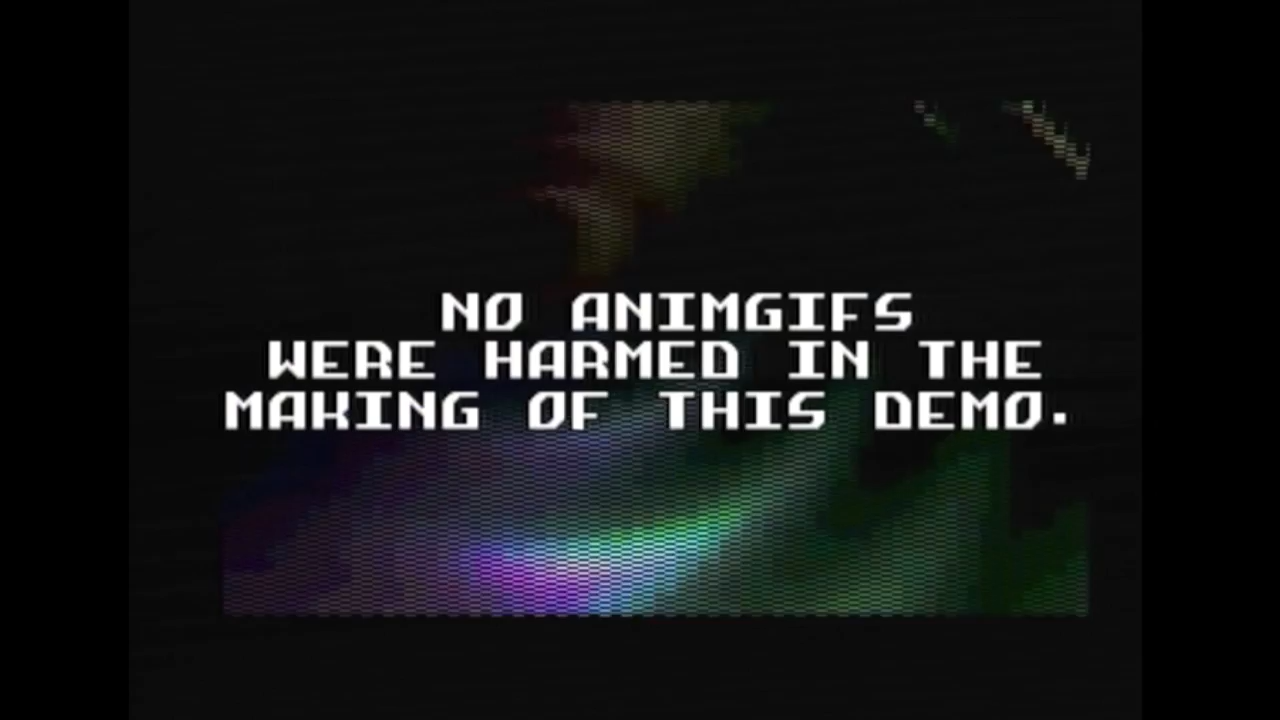 NO ANIMGIFS
WERE HARMED IN THE
MAKING OF THIS DEMO.